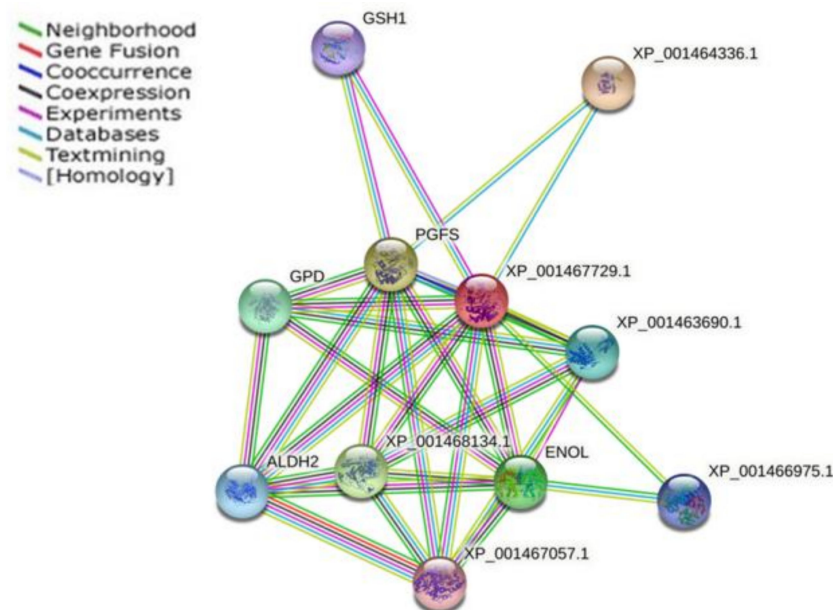 Neighborhood
Gene Fusion
Cooccurrence
Coexpression
Experiments
Databases
Textmining
[Homology]
GSH1
XP_001464336.1
PGFS
GPD
XP_001467729.1
XP_001463690.1
XP_001468134.1
ENOL
ALDH2
XP_001466975.1
XP_001467057.1